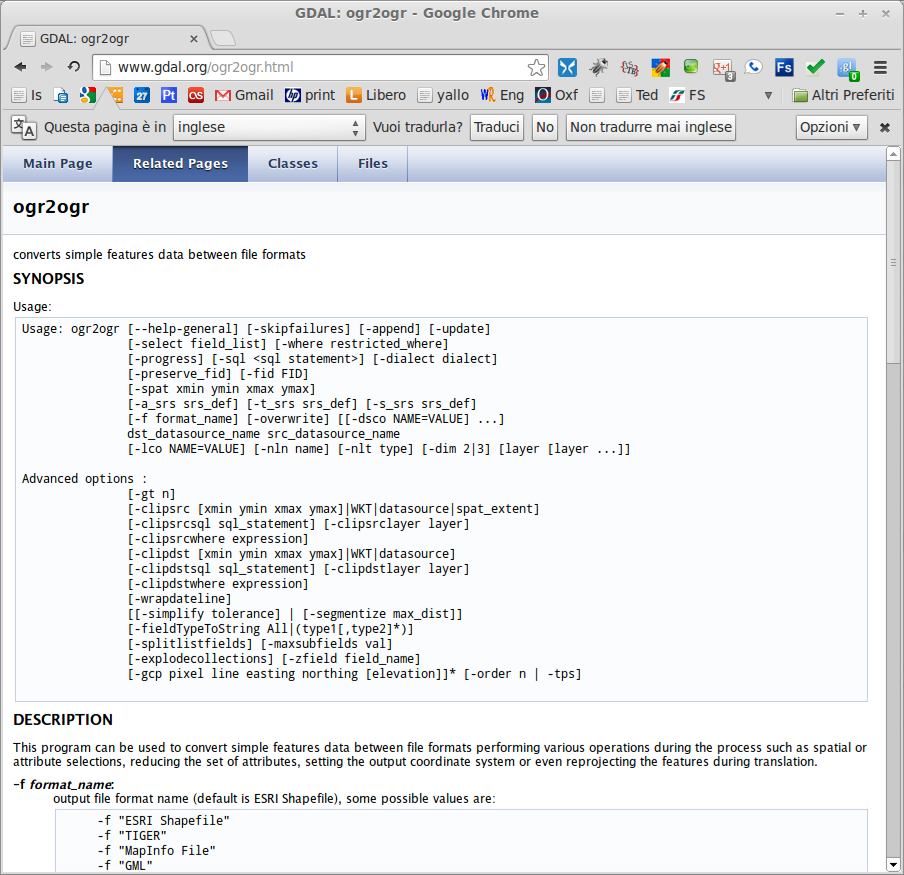 GDAL: ogr2ogr - Google Chrome
GDAL: ogr2ogr
www.gdal.org/ogr2ogr.html
Is 27 Pt OS Gmail hp print L Libero yallo WR Eng Oxf Ted FS Altri Preferiti
Questa pagina è in inglese Vuoi tradurla? Traduci No Non tradurre mai inglese Opzioni
Main Page Related Pages Classes Files
ogr2ogr
converts simple features data between file formats
SYNOPSIS
Usage:
Usage: ogr2ogr [--help-general] [-skipfailures] [-append] [-update]
[-select field_list] [-where restricted_where]
[-progress] [-sql <sql statement>] [-dialect dialect]
[-preserve_fid] [-fid FID]
[-spat xmin ymin xmax ymax]
[-a_srs srs_def] [-t_srs srs_def] [-s_srs srs_def]
[-f format_name] [-overwrite] [[-dsco NAME=VALUE] ...]
dst_datasource_name src_datasource_name
[-lco NAME=VALUE] [-nln name] [-nlt type] [-dim 2|3] [layer [layer ...]]
Advanced options :
[-gt n]
[-clipsrc [xmin ymin xmax ymax]|WKT|datasource|spat_extent]
[-clipsrcsql sql_statement] [-clipsrclayer layer]
[-clipsrcwhere expression]
[-clipdst [xmin ymin xmax ymax]|WKT|datasource]
[-clipdstsql sql_statement] [-clipdstlayer layer]
[-clipdstwhere expression]
[-wrapdateline]
[[-simplify tolerance] | [-segmentize max_dist]]
[-fieldTypeToString All|(type1[,type2]*)]
[-splitlistfields] [-maxsubfields val]
[-explodecollections] [-zfield field_name]
[-gcp pixel line easting northing [elevation]]* [-order n | -tps]
DESCRIPTION
This program can be used to convert simple features data between file formats performing various operations during the process such as spatial or
attribute selections, reducing the set of attributes, setting the output coordinate system or even reprojecting the features during translation.
-f format_name:
output file format name (default is ESRI Shapefile), some possible values are:
-f "ESRI Shapefile"
-f "TIGER"
-f "MapInfo File"
-f "GML"